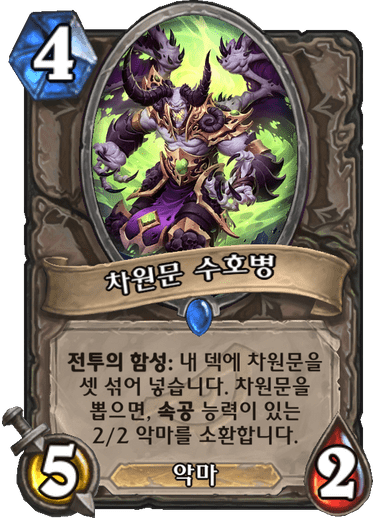 4
차원문 수호병
전투의 함성: 내 덱에 차원문을
셋 섞어 넣습니다. 차원문을
뽑으면, 속공 능력이 있는
2/2 악마를 소환합니다.
5
악마
2